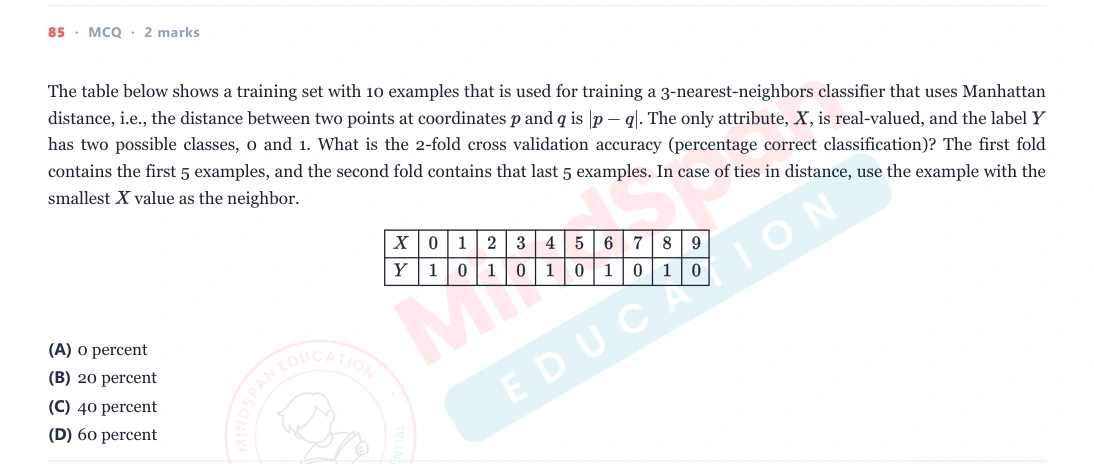 85 · MCQ · 2 marks
The table below shows a training set with 10 examples that is used for training a 3-nearest-neighbors classifier that uses Manhattan
distance, i.e., the distance between two points at coordinates p and q is |p − q|. The only attribute, X, is real-valued, and the label Y
has two possible classes, 0 and 1. What is the 2-fold cross validation accuracy (percentage correct classification)? The first fold
contains the first 5 examples, and the second fold contains that last 5 examples. In case of ties in distance, use the example with the
smallest X value as the neighbor.
X 0 1 2 3 4 5 6 7 8 9
Y 1 0 1 0 1 0 1 0 1 0
(A) 0 percent
(B) 20 percent
(C) 40 percent
(D) 60 percent
Mindspan
EDUCATION
MINDSPAN EDUCATION